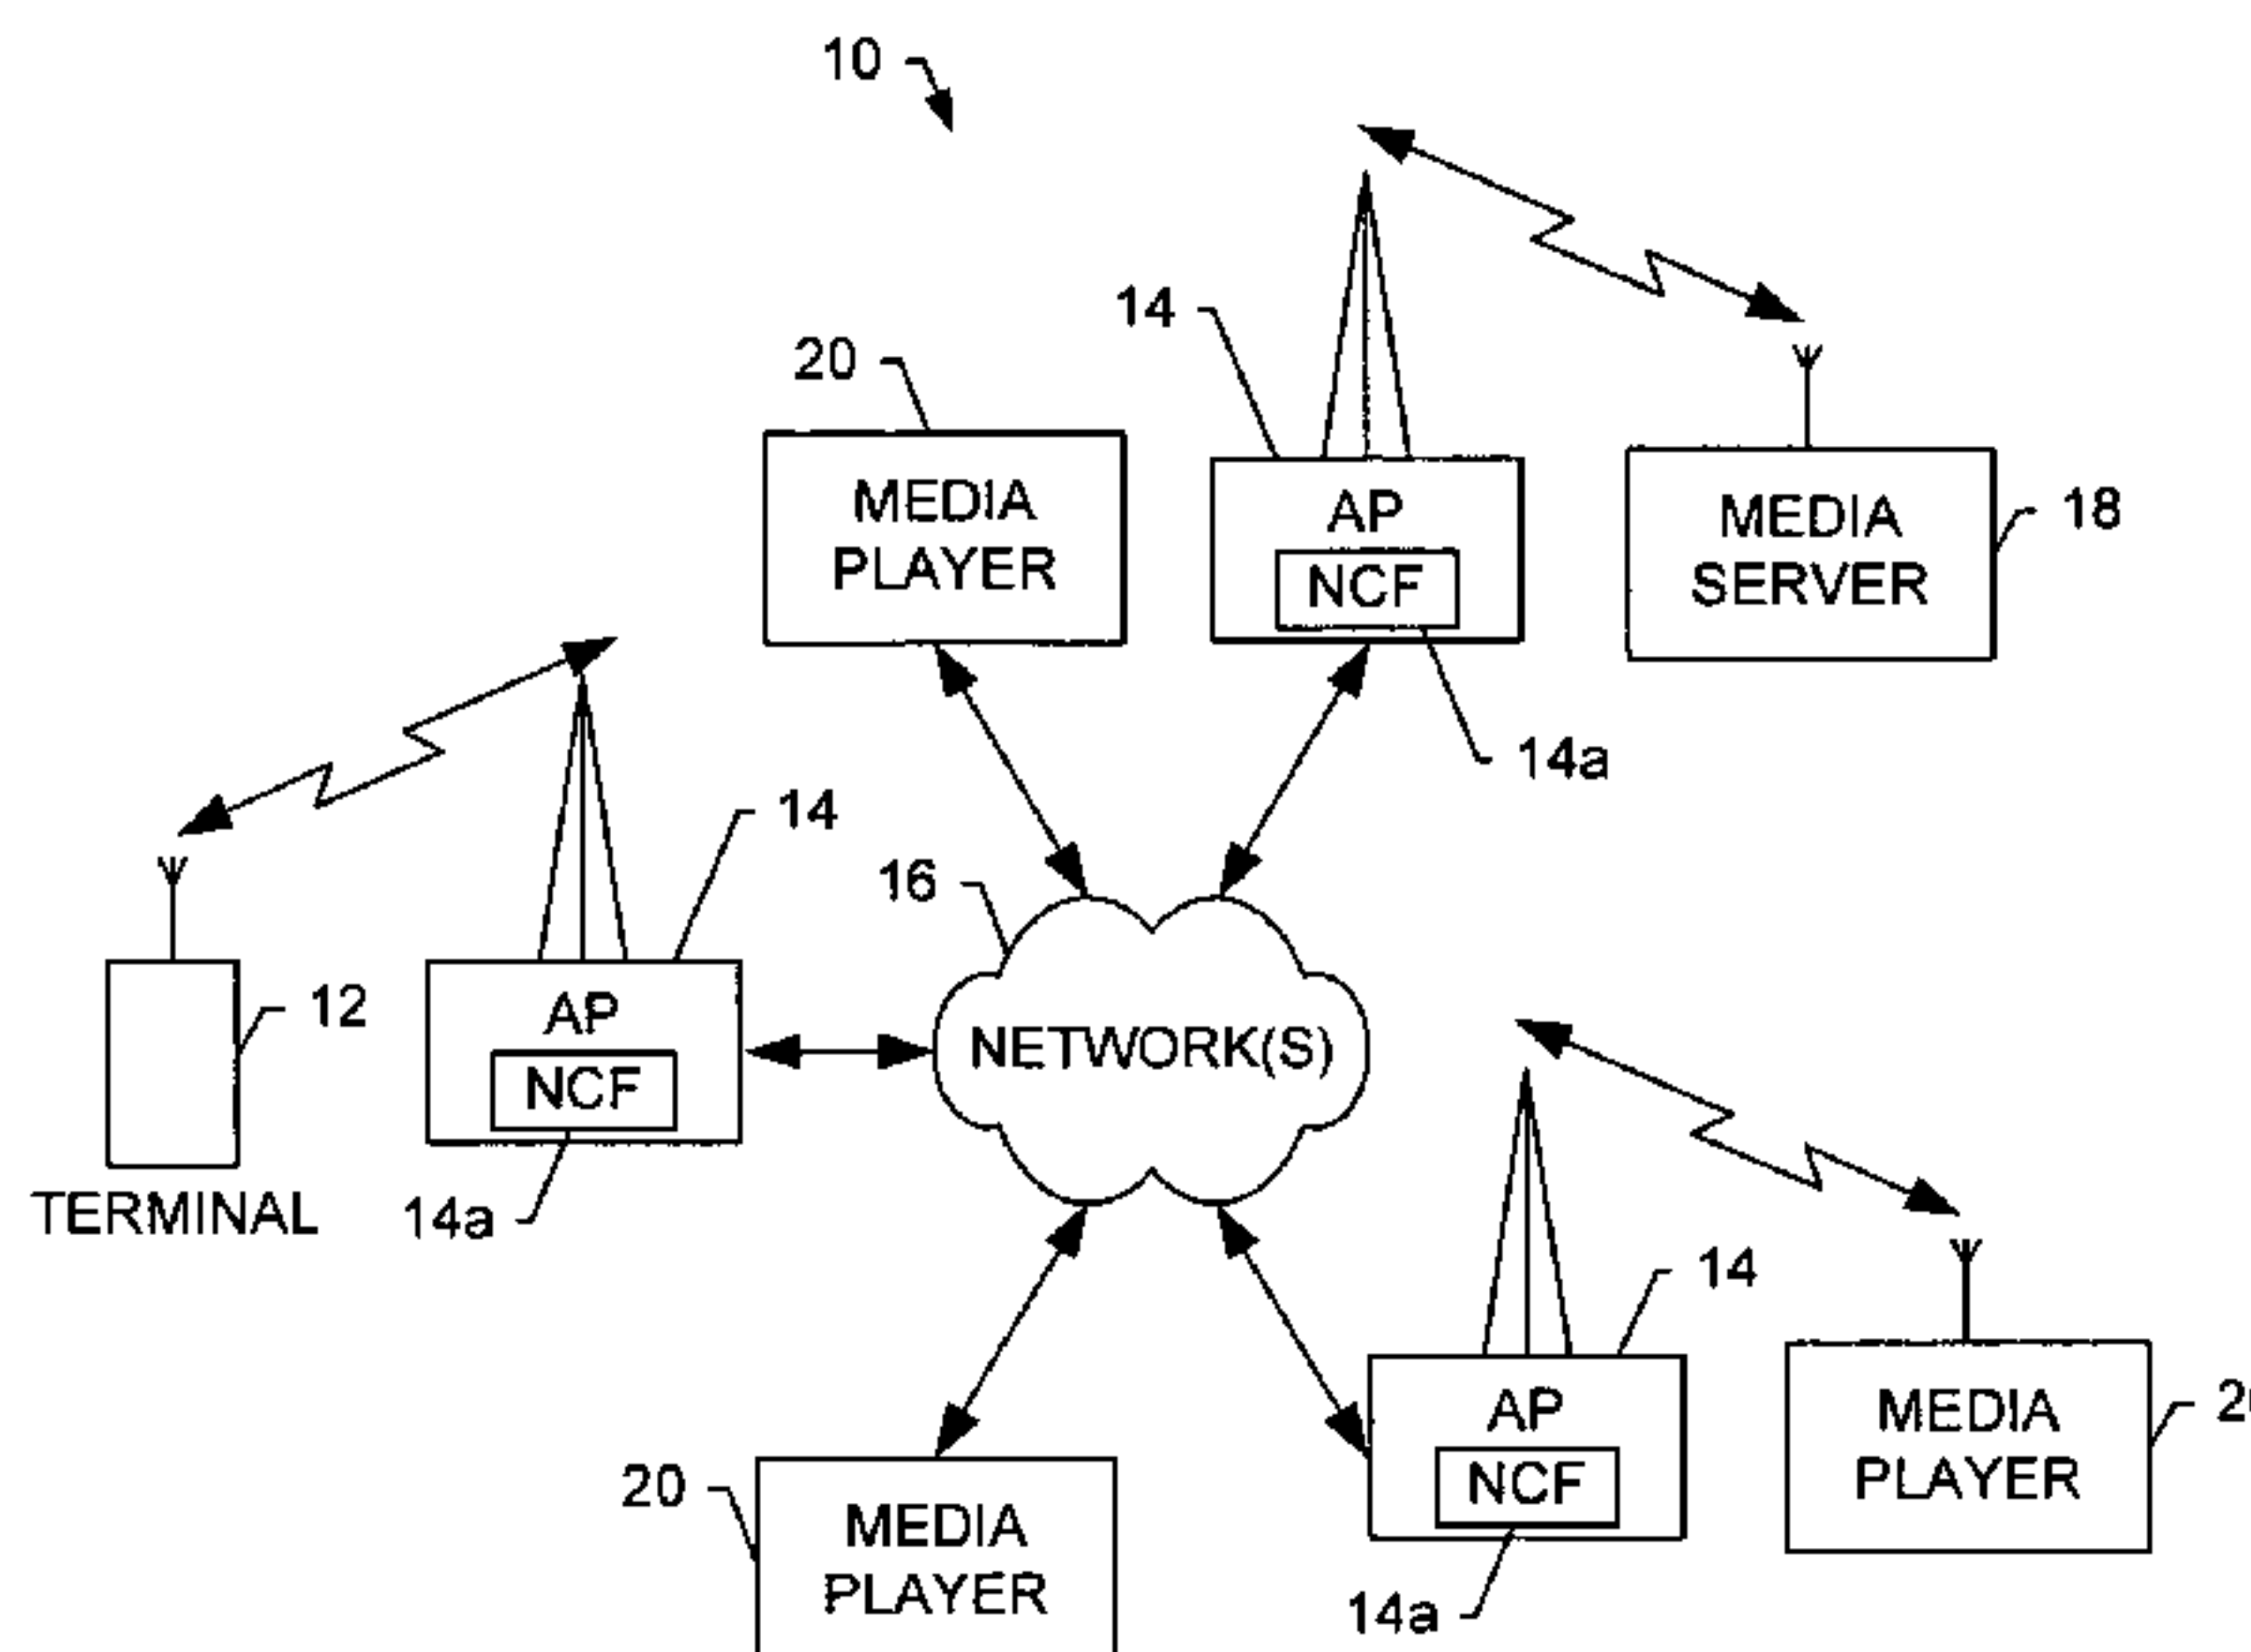 10
14
20
MEDIA
PLAYER
AP
NCF
MEDIA
SERVER
18
14a
14
16
12
AP
NCF
NETWORK(S)
TERMINAL
14a
14
AP
NCF
MEDIA
PLAYER
20
MEDIA
PLAYER
14a